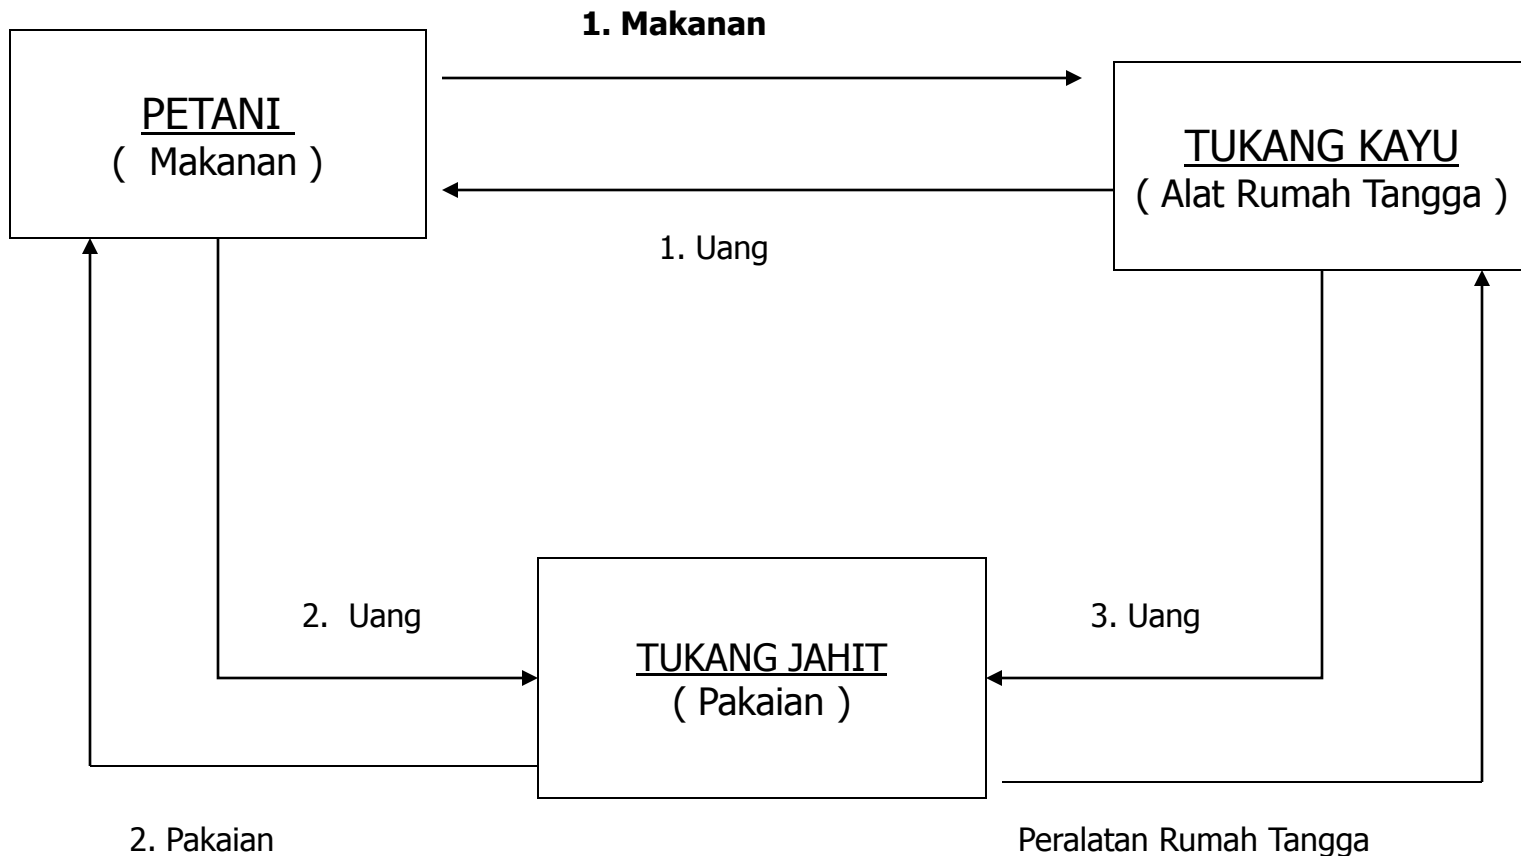 1. Makanan
PETANI
( Makanan )
TUKANG KAYU
( Alat Rumah Tangga )
1. Uang
2. Uang
3. Uang
TUKANG JAHIT
( Pakaian )
2. Pakaian
Peralatan Rumah Tangga